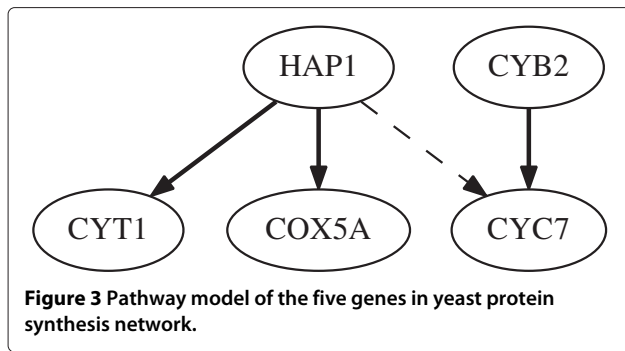 HAP1 CYB2
CYT1 COX5A CYC7
Figure 3 Pathway model of the five genes in yeast protein
synthesis network.